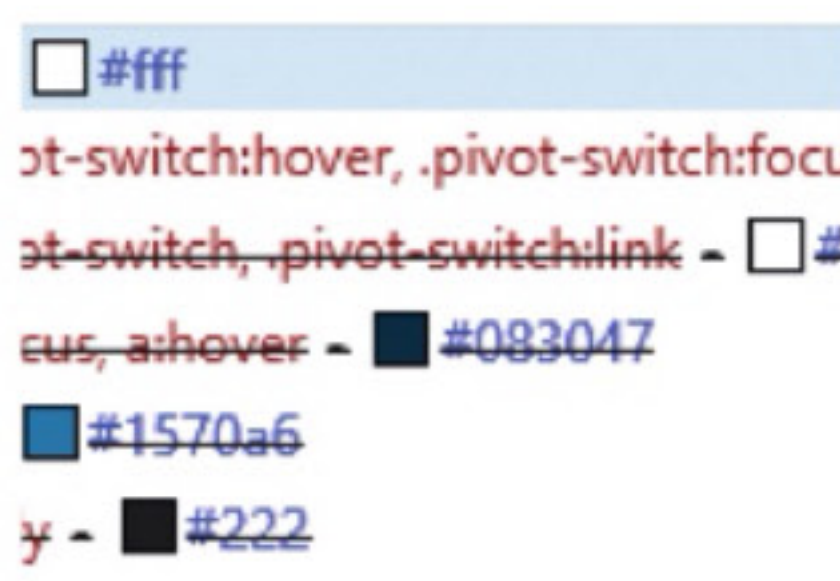 #fff
ot-switch:hover, .pivot-switch:focu
ot-switch, .pivot-switch:link - #
cus, a:hover - #083047
#1570a6
y - #222